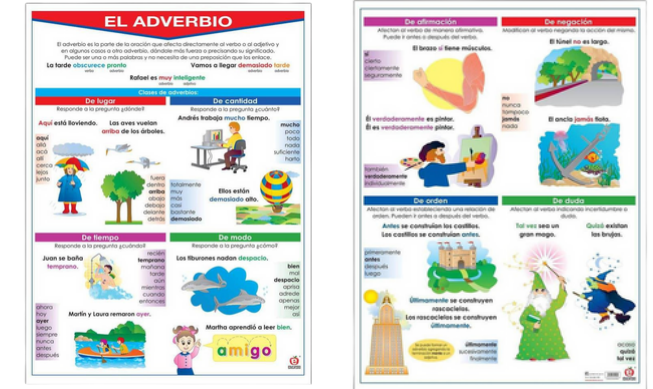 EL ADVERBIO
El adverbio es la parte de la oración que afecta directamente al verbo o al adjetivo y
en algunos casos a otro adverbio, dándole más fuerza o precisando su significado.
Puede ser una o más palabras y no necesita de una preposición que los enlace.
La tarde obscurece pronto
Vamos a llegar demasiado tarde
Rafael es muy inteligente
Clases de adverbios:
De lugar
Responde a la pregunta ¿dónde?
Aquí está lloviendo.
Las aves vuelan
arriba de los árboles.
aquí
allá
acá
allí
cerca
lejos
junto
fuera
dentro
arriba
abajo
debajo
delante
detrás
De cantidad
Responde a la pregunta ¿cuánto?
Andrés trabaja mucho tiempo.
mucho
poco
todo
nada
suficiente
harto
totalmente
muy
más
casi
bastante
demasiado
Ellos están
demasiado alto.
De tiempo
Responde a la pregunta ¿cuándo?
Juan se baña
temprano.
recién
temprano
mañana
tarde
aún
mientras
cuando
entonces
ahora
hoy
ayer
luego
siempre
nunca
antes
después
Martín y Laura remaron ayer.
De modo
Responde a la pregunta ¿cómo?
Los tiburones nadan despacio.
bien
mal
despacio
aprisa
adrede
apenas
mejor
así
Martha aprendió a leer bien.
amigo
De afirmación
Afectan al verbo de manera afirmativa.
Puede ir antes o después del verbo.
El brazo sí tiene músculos.
sí
cierto
ciertamente
seguramente
Él verdaderamente es pintor.
Él es verdaderamente pintor.
también
verdaderamente
indudablemente
De negación
Modifican al verbo negando la acción del mismo.
El túnel no es largo.
no
nunca
tampoco
jamás
nada
El ancla jamás flota.
De orden
Afectan al verbo estableciendo una relación de
orden. Pueden ir antes o después del verbo.
Antes se construían los castillos.
Los castillos se construían antes.
primeramente
antes
después
luego
Últimamente se construyen
rascacielos.
Los rascacielos se construyen
últimamente.
últimamente
sucesivamente
finalmente
De duda
Afectan al verbo indicando incertidumbre o
duda.
Tal vez sea un
gran mago.
Quizá existan
las brujas.
acaso
quizá
tal vez